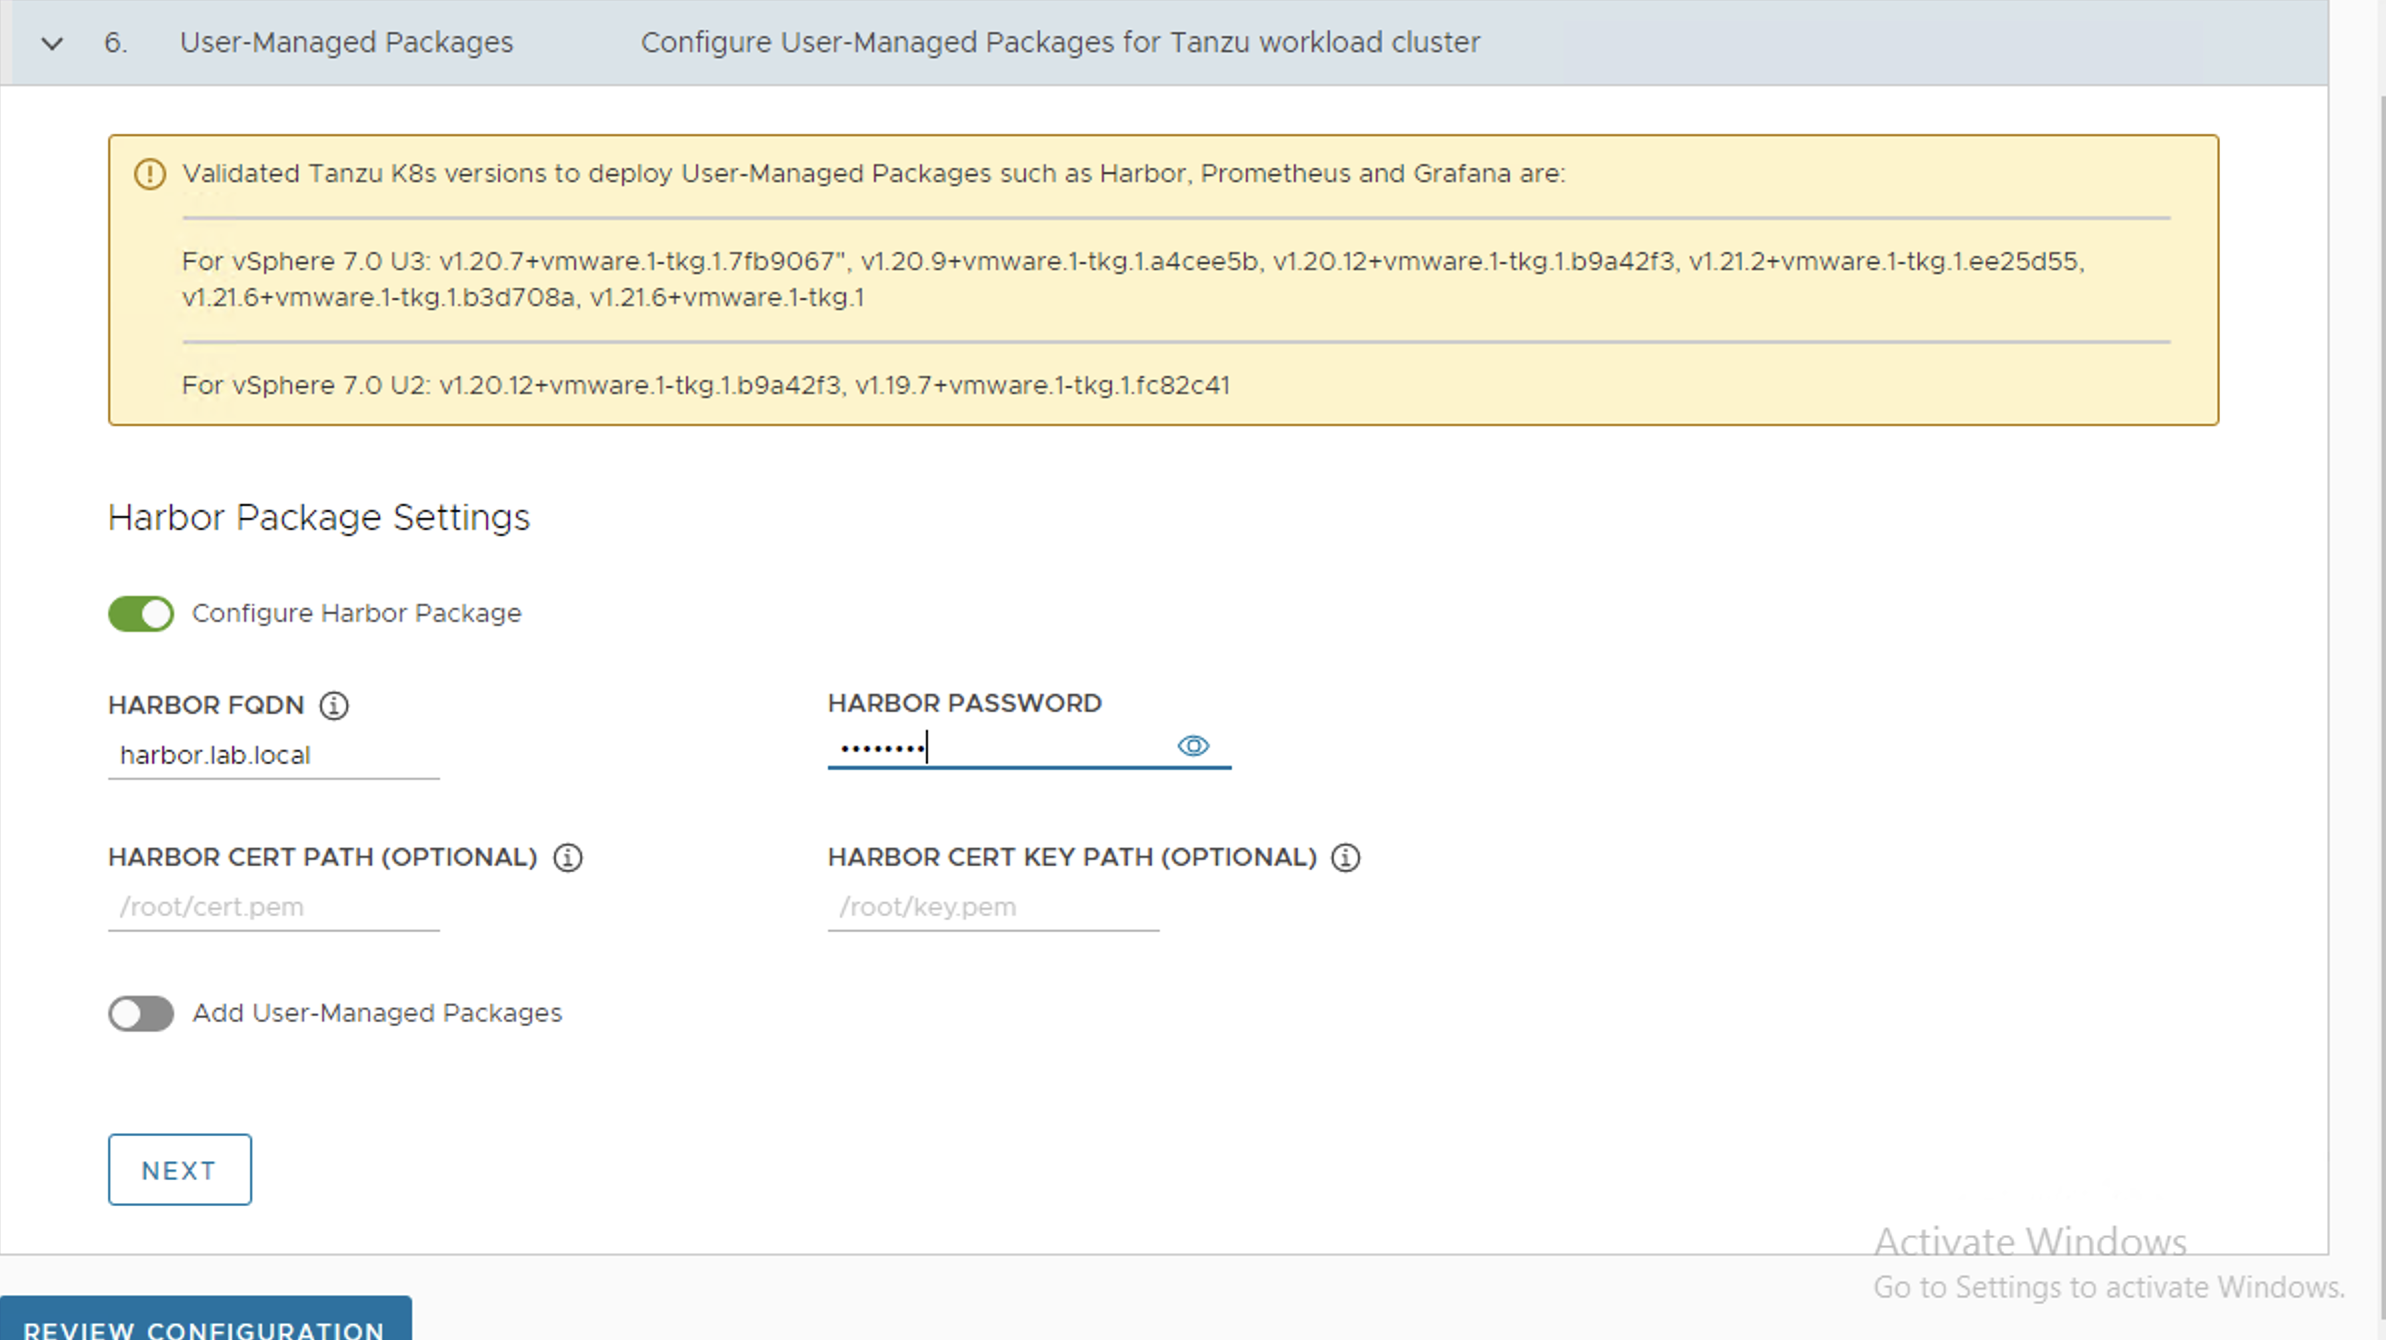 6. User-Managed Packages Configure User-Managed Packages for Tanzu workload cluster
Validated Tanzu K8s versions to deploy User-Managed Packages such as Harbor, Prometheus and Grafana are:
For vSphere 7.0 U3: v1.20.7+vmware.1-tkg.1.7fb9067", v1.20.9+vmware.1-tkg.1.a4cee5b, v1.20.12+vmware.1-tkg.1.b9a42f3, v1.21.2+vmware.1-tkg.1.ee25d55,
v1.21.6+vmware.1-tkg.1.b3d708a, v1.21.6+vmware.1-tkg.1
For vSphere 7.0 U2: v1.20.12+vmware.1-tkg.1.b9a42f3, v1.19.7+vmware.1-tkg.1.fc82c41
Harbor Package Settings
Configure Harbor Package
HARBOR FQDN
harbor.lab.local
HARBOR PASSWORD
••••••••
HARBOR CERT PATH (OPTIONAL)
/root/cert.pem
HARBOR CERT KEY PATH (OPTIONAL)
/root/key.pem
Add User-Managed Packages
NEXT
Activate Windows
Go to Settings to activate Windows.
REVIEW CONFIGURATION